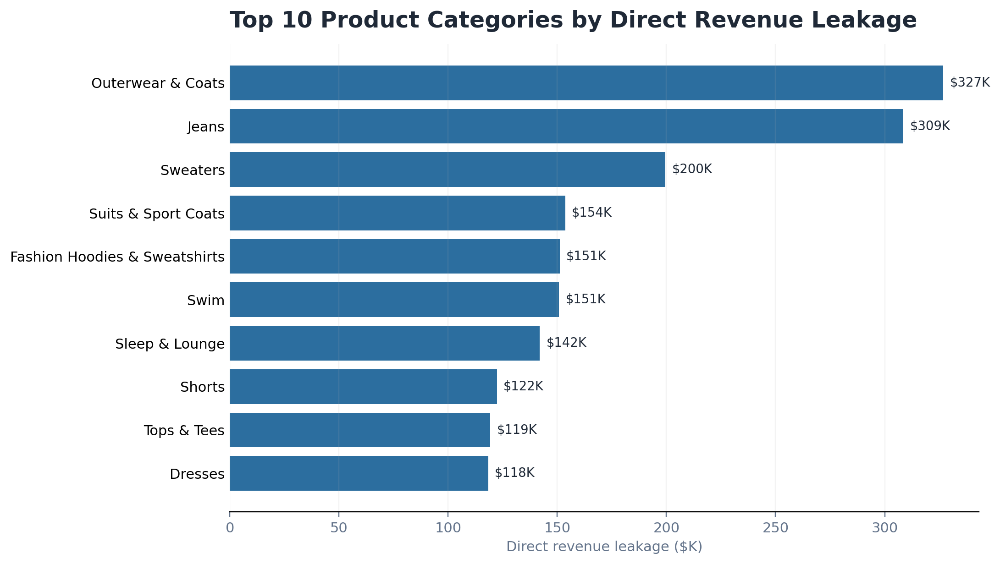 Top 10 Product Categories by Direct Revenue Leakage
Outerwear & Coats $327K
Jeans $309K
Sweaters $200K
Suits & Sport Coats $154K
Fashion Hoodies & Sweatshirts $151K
Swim $151K
Sleep & Lounge $142K
Shorts $122K
Tops & Tees $119K
Dresses $118K
0 50 100 150 200 250 300
Direct revenue leakage ($K)